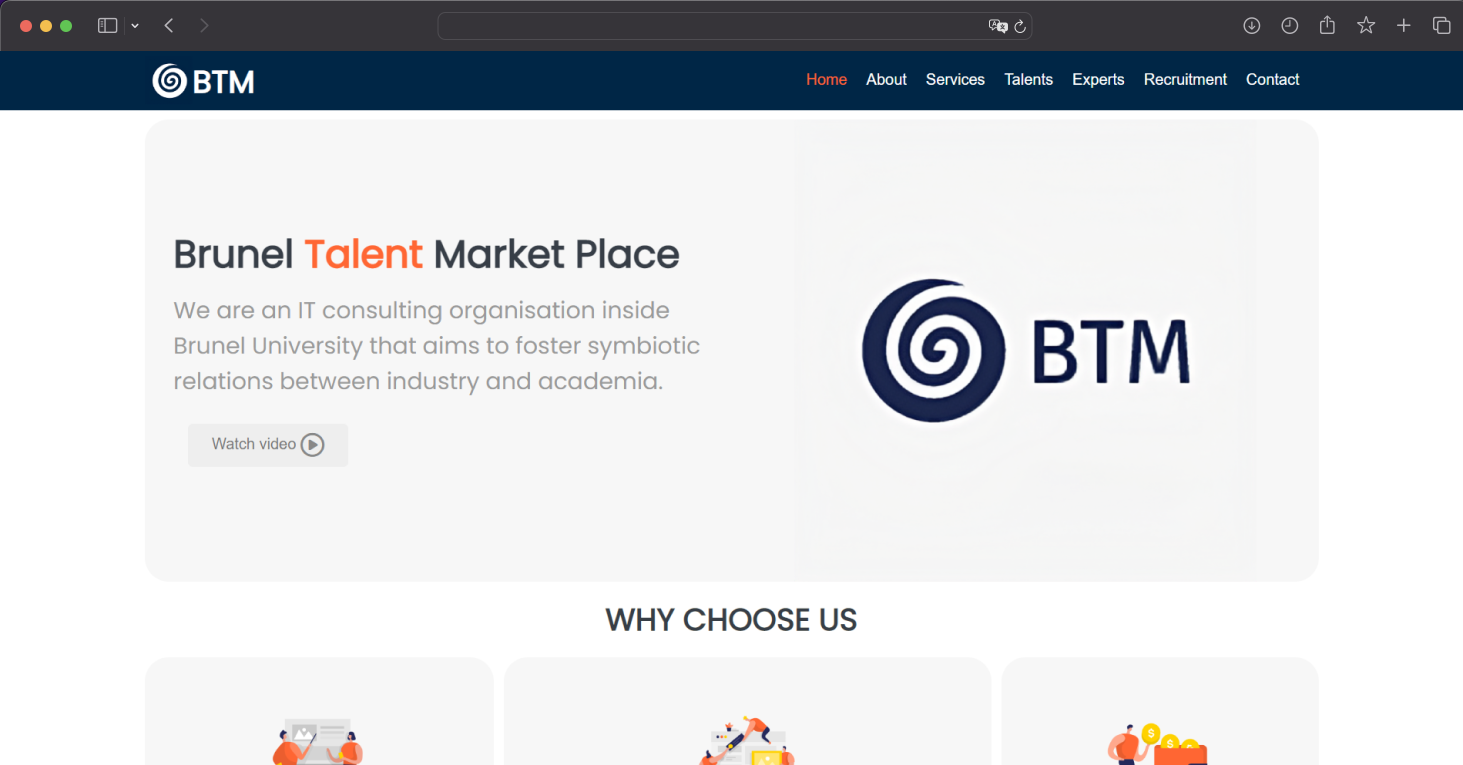 BTM
Home About Services Talents Experts Recruitment Contact
Brunel Talent Market Place
We are an IT consulting organisation inside
Brunel University that aims to foster symbiotic
relations between industry and academia.
Watch video
BTM
WHY CHOOSE US